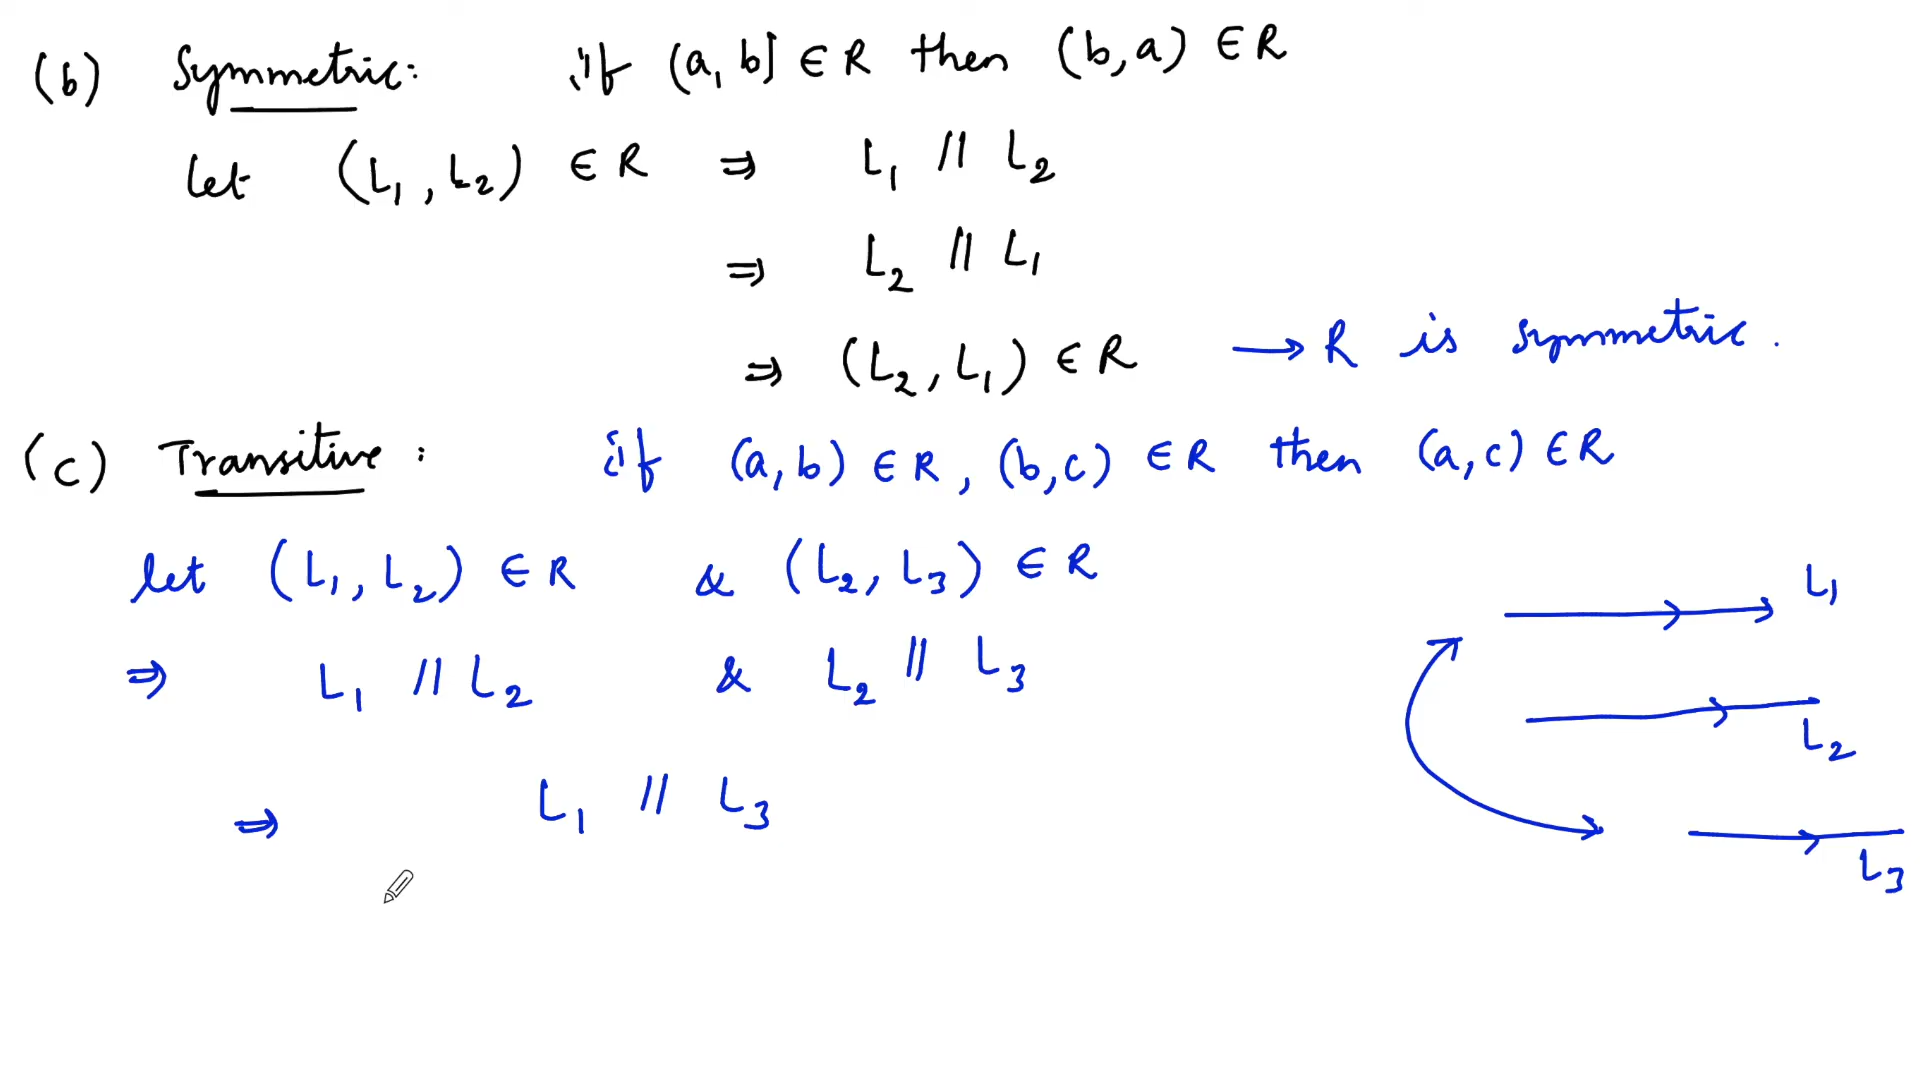 (b) Symmetric: if (a, b] ∈ R then (b, a) ∈ R
let (L₁, L₂) ∈ R ⇒ L₁ || L₂
⇒ L₂ || L₁
⇒ (L₂, L₁) ∈ R → R is symmetric.
(c) Transitive: if (a, b) ∈ R, (b, c) ∈ R then (a, c) ∈ R
let (L₁, L₂) ∈ R & (L₂, L₃) ∈ R
⇒ L₁ || L₂ & L₂ || L₃
⇒ L₁ || L₃
L₁
L₂
L₃